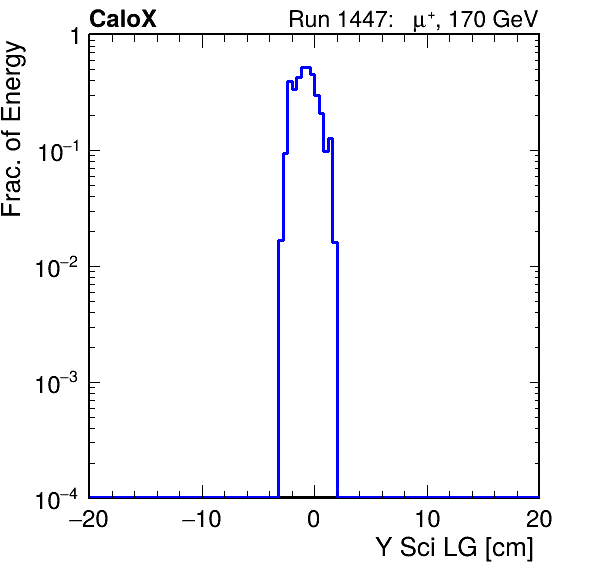 CaloX Run 1447: μ⁺, 170 GeV
Frac. of Energy
1
10⁻¹
10⁻²
10⁻³
10⁻⁴
−20 −10 0 10 20
Y Sci LG [cm]